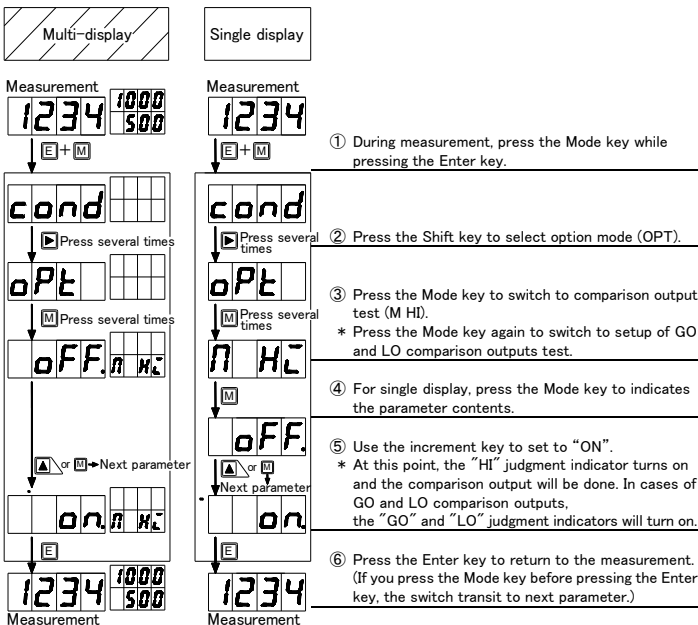 Multi-display
Single display
Measurement
Measurement
1234
1000
500
1234
E+M
E+M
cond
cond
▶Press several times
▶Press several
times
oPt
oPt
M Press several times
M Press several
times
oFF.
M Hi
M Hi
M
oFF.
▲ or M→Next parameter
▲ or M
Next parameter
on.
M Hi
on.
E
E
1234
1000
500
1234
Measurement
Measurement
① During measurement, press the Mode key while
pressing the Enter key.
② Press the Shift key to select option mode (OPT).
③ Press the Mode key to switch to comparison output
test (M HI).
* Press the Mode key again to switch to setup of GO
and LO comparison outputs test.
④ For single display, press the Mode key to indicates
the parameter contents.
⑤ Use the increment key to set to “ON”.
* At this point, the ″HI″ judgment indicator turns on
and the comparison output will be done. In cases of
GO and LO comparison outputs,
the ″GO″ and ″LO″ judgment indicators will turn on.
⑥ Press the Enter key to return to the measurement.
(If you press the Mode key before pressing the Enter
key, the switch transit to next parameter.)